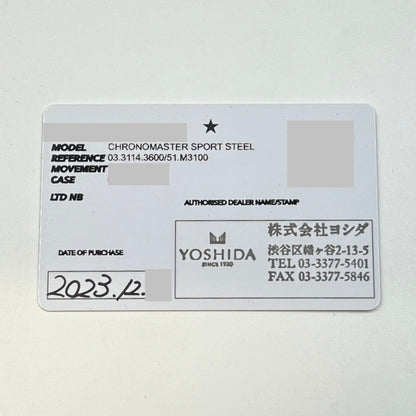 MODEL CHRONOMASTER SPORT STEEL
REFERENCE 03.3114.3600/51.M3100
MOVEMENT
CASE
LTD NB
AUTHORISED DEALER NAME/STAMP
DATE OF PURCHASE
2023.12.
YOSHIDA
SINCE 1920
株式会社ヨシダ
渋谷区幡ヶ谷2-13-5
TEL 03-3377-5401
FAX 03-3377-5846